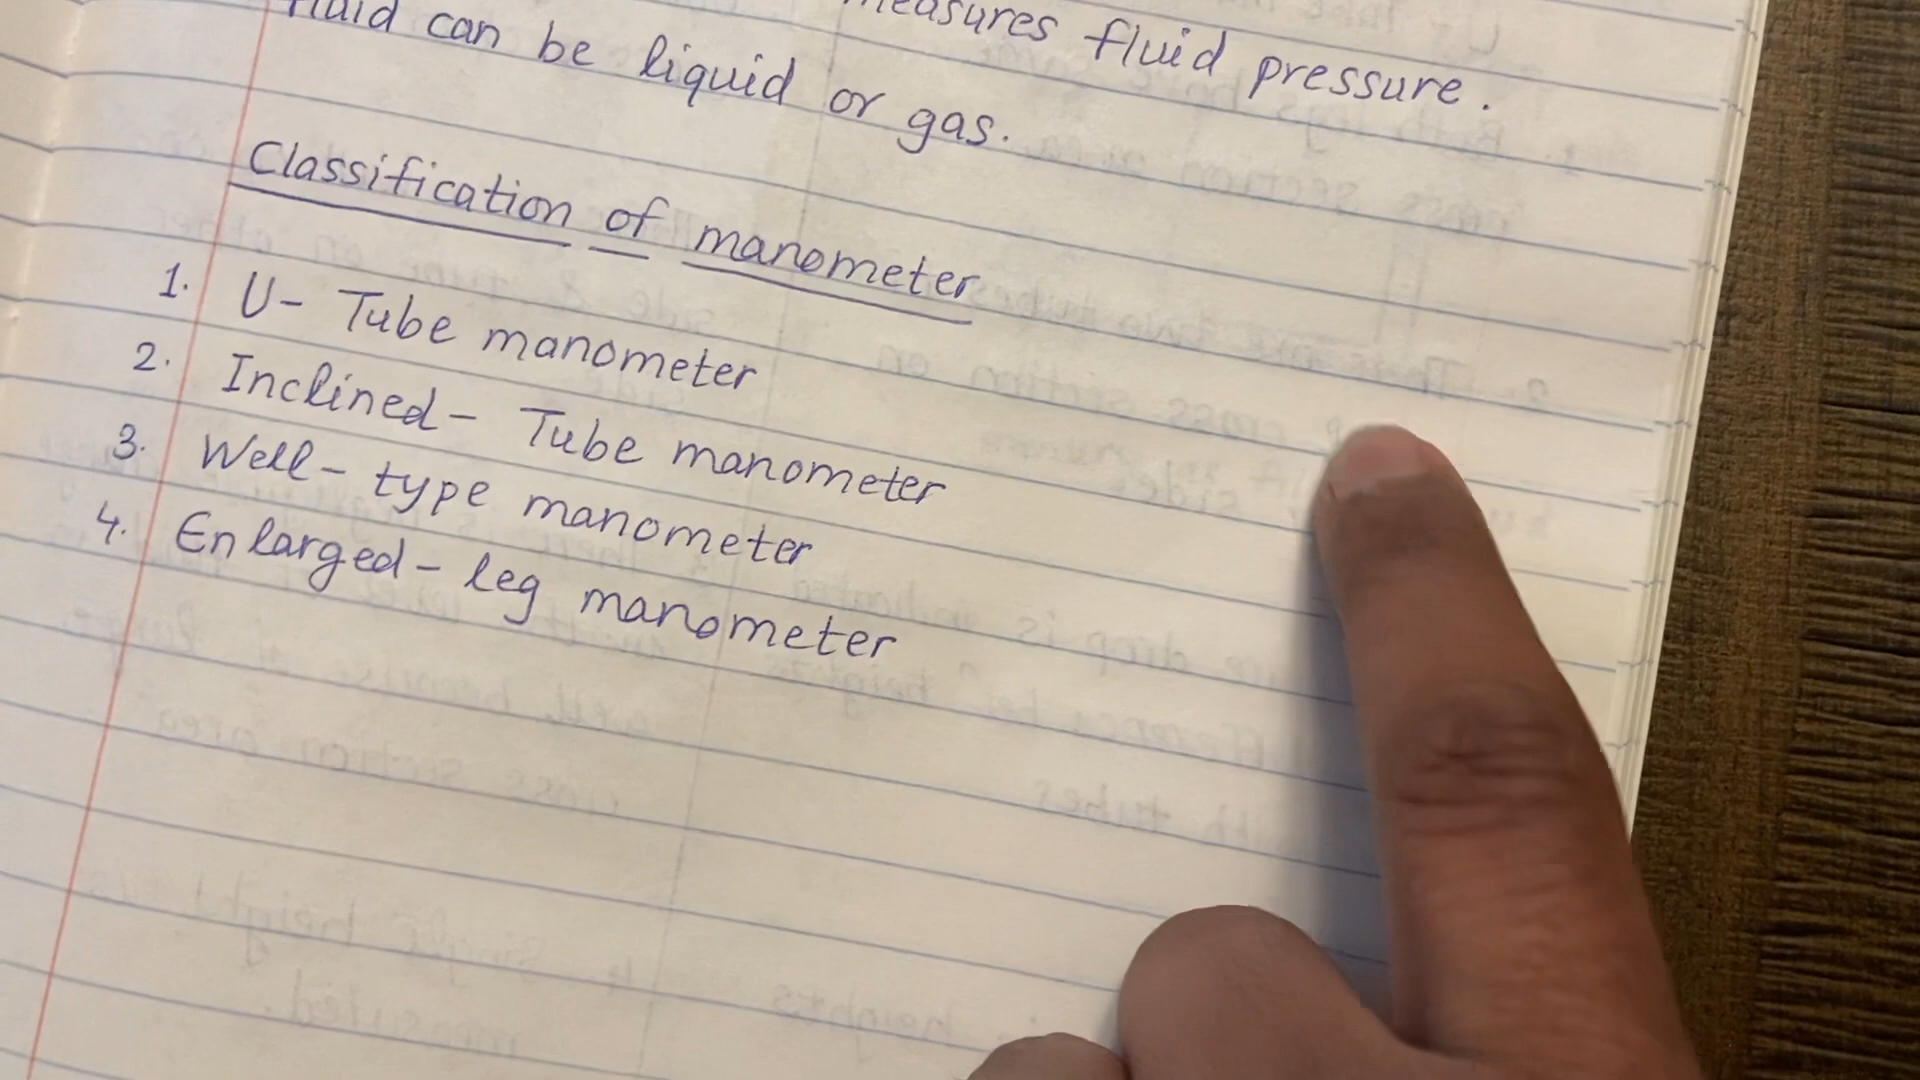 measures fluid pressure.
fluid can be liquid or gas.
Classification of manometer
1. U- Tube manometer
2. Inclined- Tube manometer
3. Well- type manometer
4. Enlarged- leg manometer